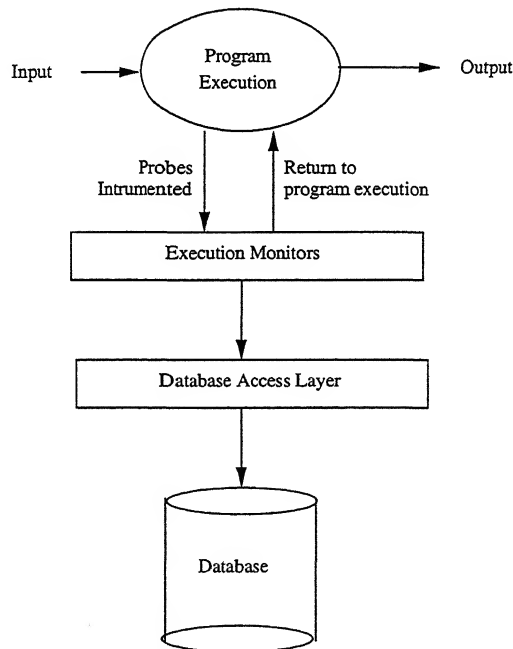 Program
Execution
Input
Output
Probes
Intrumented
Return to
program execution
Execution Monitors
Database Access Layer
Database